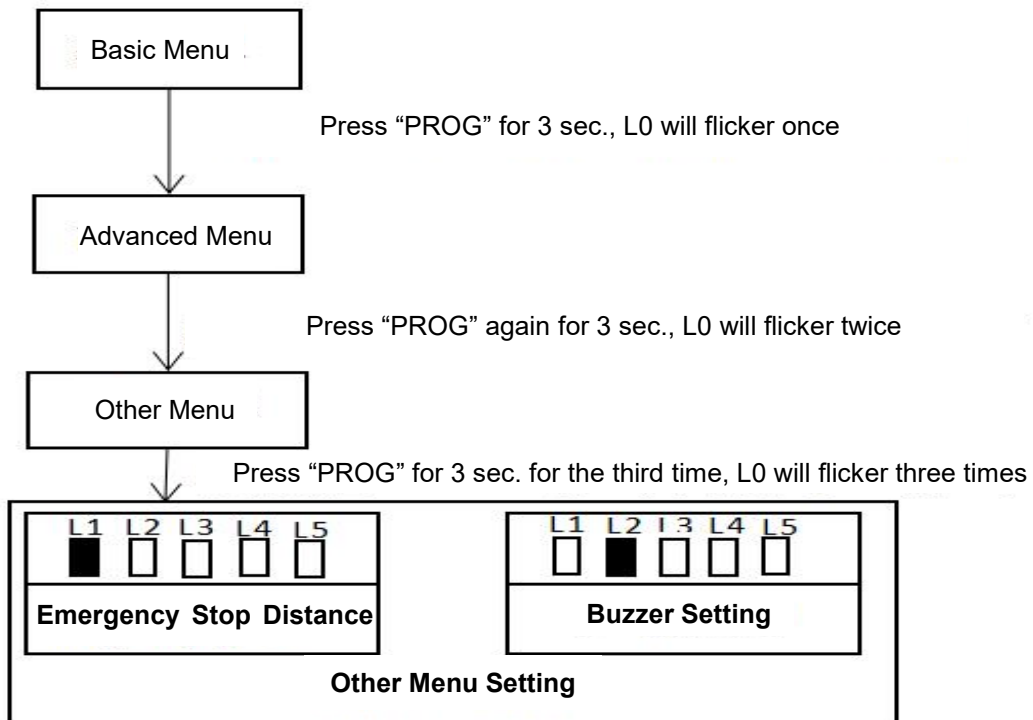 Basic Menu
Press “PROG” for 3 sec., L0 will flicker once
Advanced Menu
Press “PROG” again for 3 sec., L0 will flicker twice
Other Menu
Press “PROG” for 3 sec. for the third time, L0 will flicker three times
L1 L2 L3 L4 L5
Emergency Stop Distance
L1 L2 L3 L4 L5
Buzzer Setting
Other Menu Setting